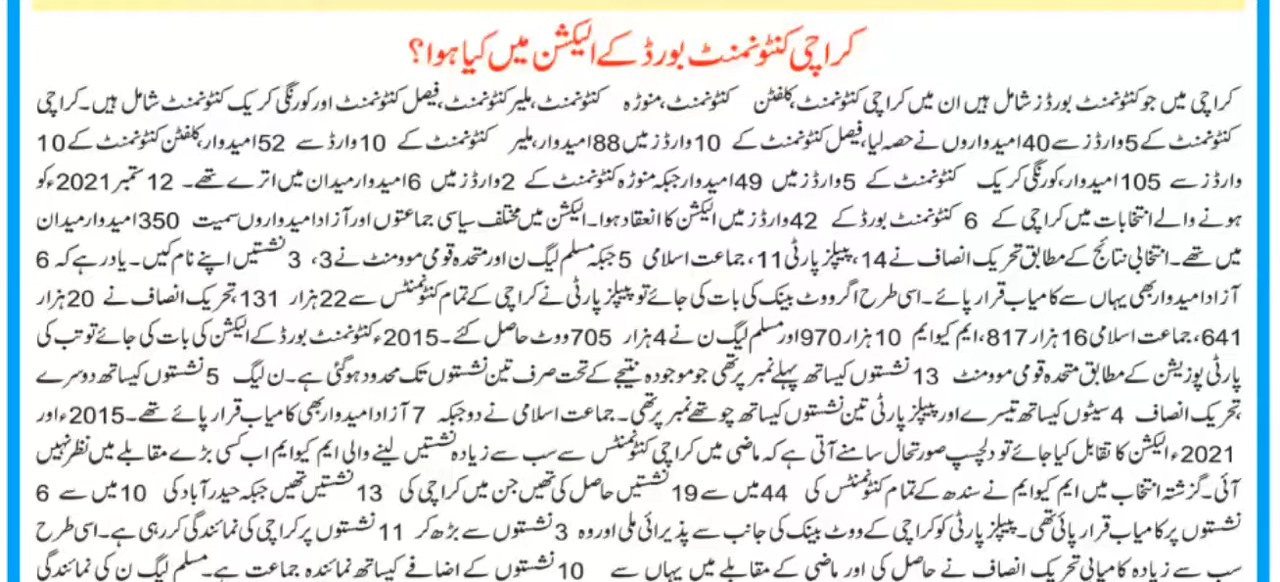 کراچی کنٹونمنٹ بورڈ کے الیکشن میں کیا ہوا؟
کراچی میں جو کنٹونمنٹ بورڈز شامل ہیں ان میں کراچی کنٹونمنٹ، کلفٹن کنٹونمنٹ، منوڑہ کنٹونمنٹ، ملیر کنٹونمنٹ، فیصل کنٹونمنٹ اور کورنگی کریک کنٹونمنٹ شامل ہیں۔ کراچی
کنٹونمنٹ کے 5 وارڈز سے 40 امیدواروں نے حصہ لیا، فیصل کنٹونمنٹ کے 10 وارڈز میں 88 امیدوار، ملیر کنٹونمنٹ کے 10 وارڈ سے 52 امیدوار، کلفٹن کنٹونمنٹ کے 10
وارڈز سے 105 امیدوار، کورنگی کریک کنٹونمنٹ کے 5 وارڈز میں 49 امیدوار جبکہ منوڑہ کنٹونمنٹ کے 2 وارڈز میں 6 امیدوار میدان میں اترے تھے۔ 12 ستمبر 2021ء کو
ہونے والے انتخابات میں کراچی کے 6 کنٹونمنٹ بورڈ کے 42 وارڈز میں الیکشن کا انعقاد ہوا۔ الیکشن میں مختلف سیاسی جماعتوں اور آزاد امیدواروں سمیت 350 امیدوار میدان
میں تھے۔ انتخابی نتائج کے مطابق تحریک انصاف نے 14، پیپلز پارٹی 11، جماعت اسلامی 5 جبکہ مسلم لیگ ن اور متحدہ قومی موومنٹ نے 3، 3 نشستیں اپنے نام کیں۔ یاد رہے کہ 6
آزاد امیدوار بھی یہاں سے کامیاب قرار پائے۔ اسی طرح اگر ووٹ بینک کی بات کی جائے تو پیپلز پارٹی نے کراچی کے تمام کنٹونمنٹس سے 22 ہزار 131، تحریک انصاف نے 20 ہزار
641، جماعت اسلامی 16 ہزار 817، ایم کیو ایم 10 ہزار 970 اور مسلم لیگ ن نے 4 ہزار 705 ووٹ حاصل کئے۔ 2015ء کنٹونمنٹ بورڈ کے الیکشن کی بات کی جائے تو تب کی
پارٹی پوزیشن کے مطابق متحدہ قومی موومنٹ 13 نشستوں کیساتھ پہلے نمبر پر تھی جو موجودہ نتیجے کے تحت صرف تین نشستوں تک محدود ہوگئی ہے۔ ن لیگ 5 نشستوں کیساتھ دوسرے
تحریک انصاف 4 سیٹوں کیساتھ تیسرے اور پیپلز پارٹی تین نشستوں کیساتھ چوتھے نمبر پر تھی۔ جماعت اسلامی نے دو جبکہ 7 آزاد امیدوار بھی کامیاب قرار پائے تھے۔ 2015ء اور
2021ء الیکشن کا تقابل کیا جائے تو دلچسپ صورتحال سامنے آتی ہے کہ ماضی میں کراچی کنٹونمنٹس سے سب سے زیادہ نشستیں لینے والی ایم کیو ایم اب کسی بڑے مقابلے میں نظر نہیں
آئی۔ گزشتہ انتخاب میں ایم کیو ایم نے سندھ کے تمام کنٹونمنٹس کی 44 میں سے 19 نشستیں حاصل کی تھیں جن میں کراچی کی 13 نشستیں تھیں جبکہ حیدرآباد کی 10 میں سے 6
نشستوں پر کامیاب قرار پائی تھی۔ پیپلز پارٹی کو کراچی کے ووٹ بینک کی جانب سے پذیرائی ملی اور وہ 3 نشستوں سے بڑھ کر 11 نشستوں پر کراچی کی نمائندگی کر رہی ہے۔ اسی طرح
سب سے زیادہ کامیابی تحریک انصاف نے حاصل کی اور ماضی کے مقابلے میں یہاں سے 10 نشستوں کے اضافے کیساتھ نمائندہ جماعت ہے۔ مسلم لیگ ن کی نمائندگی